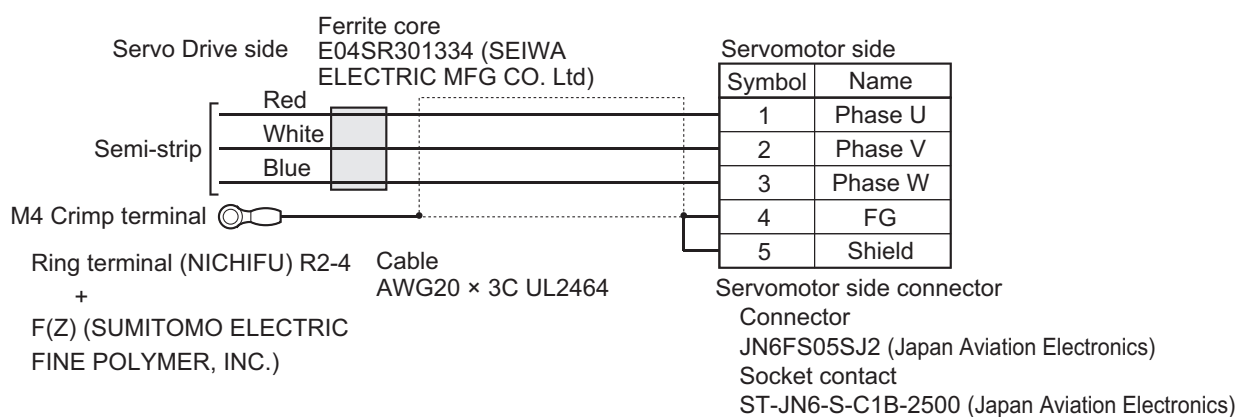 Ferrite core
Servo Drive side
E04SR301334 (SEIWA
ELECTRIC MFG CO. Ltd)
Servomotor side
Symbol Name
Red
1 Phase U
White
2 Phase V
Semi-strip
Blue
3 Phase W
M4 Crimp terminal
4 FG
5 Shield
Ring terminal (NICHIFU) R2-4
+
F(Z) (SUMITOMO ELECTRIC
FINE POLYMER, INC.)
Cable
AWG20 × 3C UL2464
Servomotor side connector
Connector
JN6FS05SJ2 (Japan Aviation Electronics)
Socket contact
ST-JN6-S-C1B-2500 (Japan Aviation Electronics)